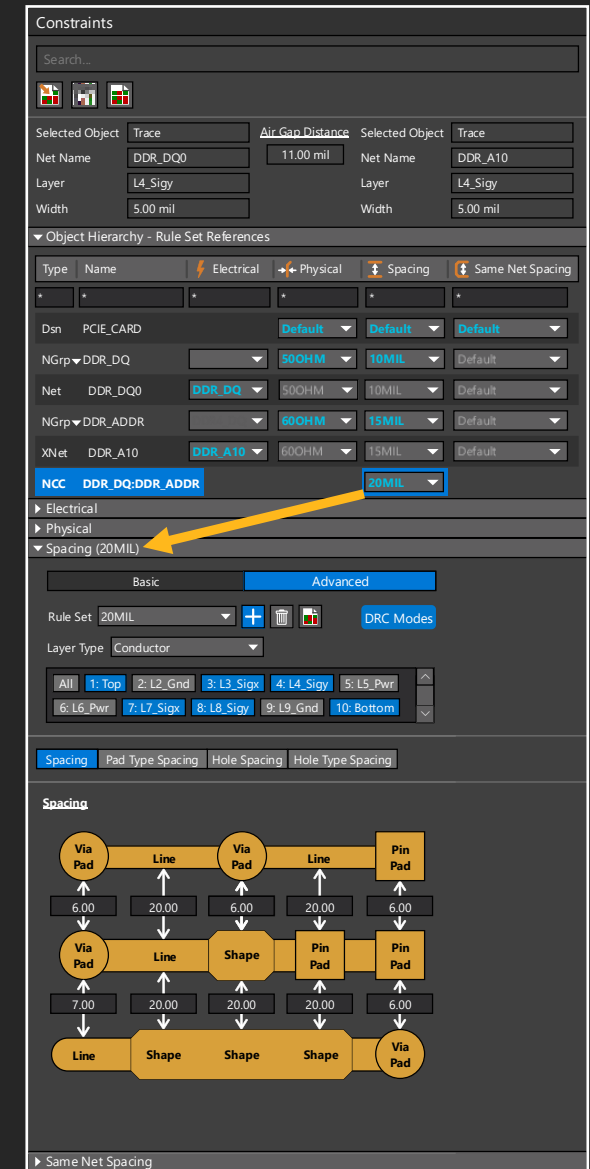 Constraints
Search...
Selected Object Trace Air Gap Distance Selected Object Trace
Net Name DDR_DQ0 11.00 mil Net Name DDR_A10
Layer L4_Sigy Layer L4_Sigy
Width 5.00 mil Width 5.00 mil
Object Hierarchy - Rule Set References
Type Name Electrical Physical Spacing Same Net Spacing
* * * * * *
Dsn PCIE_CARD Default Default Default
NGrp DDR_DQ 50OHM 10MIL Default
Net DDR_DQ0 DDR_DQ 50OHM 10MIL Default
NGrp DDR_ADDR 60OHM 15MIL Default
XNet DDR_A10 DDR_A10 60OHM 15MIL Default
NCC DDR_DQ:DDR_ADDR 20MIL
Electrical
Physical
Spacing (20MIL)
Basic Advanced
Rule Set 20MIL DRC Modes
Layer Type Conductor
All 1: Top 2: L2_Gnd 3: L3_Sigx 4: L4_Sigy 5: L5_Pwr
6: L6_Pwr 7: L7_Sigx 8: L8_Sigy 9: L9_Gnd 10: Bottom
Spacing Pad Type Spacing Hole Spacing Hole Type Spacing
Spacing
Via Pad Line Via Pad Line Pin Pad
6.00 20.00 6.00 20.00 6.00
Via Pad Line Shape Pin Pad Pin Pad
7.00 20.00 20.00 20.00 6.00
Line Shape Shape Shape Via Pad
Same Net Spacing